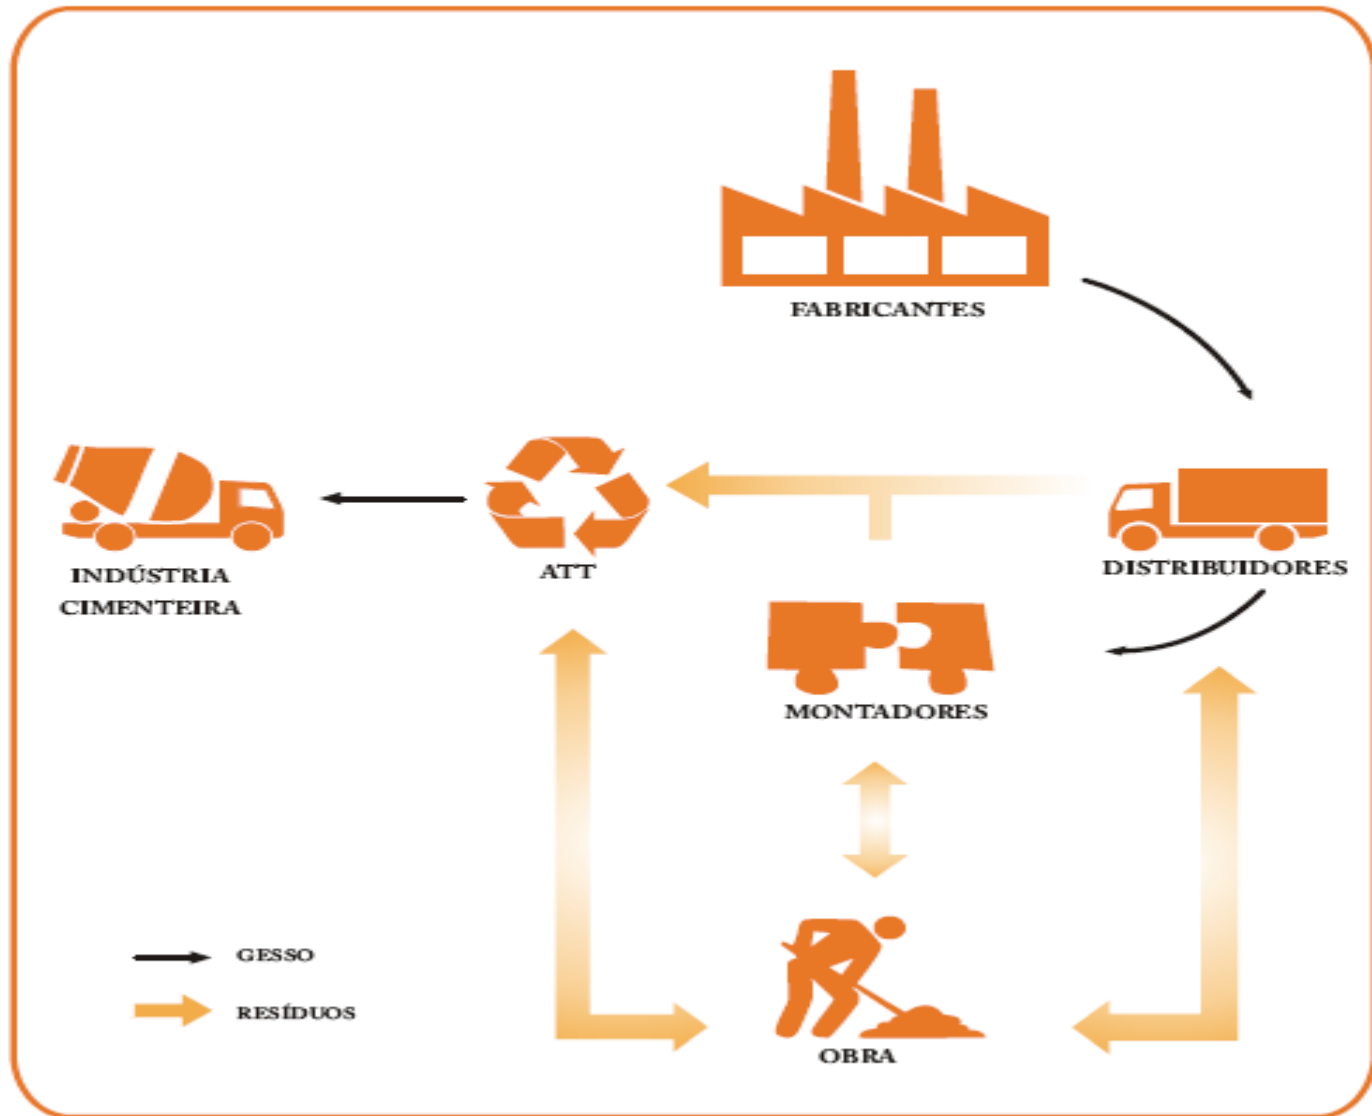 FABRICANTES
INDÚSTRIA
CIMENTEIRA
ATT
DISTRIBUIDORES
MONTADORES
GESSO
RESÍDUOS
OBRA